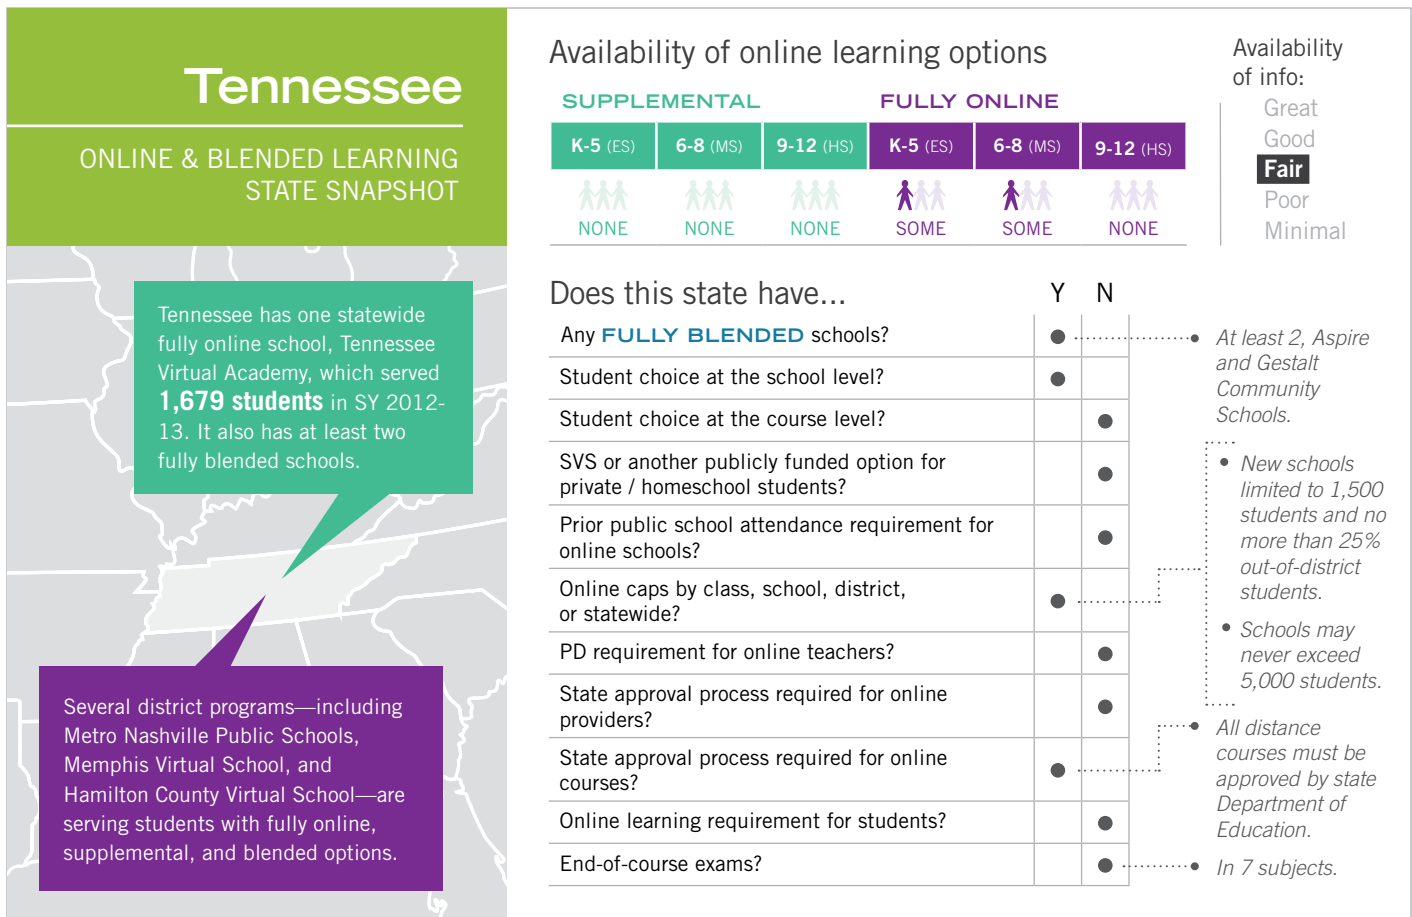 Tennessee
ONLINE & BLENDED LEARNING
STATE SNAPSHOT
Tennessee has one statewide
fully online school, Tennessee
Virtual Academy, which served
1,679 students in SY 2012-
13. It also has at least two
fully blended schools.
Several district programs—including
Metro Nashville Public Schools,
Memphis Virtual School, and
Hamilton County Virtual School—are
serving students with fully online,
supplemental, and blended options.
Availability of online learning options
SUPPLEMENTAL FULLY ONLINE
K-5 (ES) 6-8 (MS) 9-12 (HS) K-5 (ES) 6-8 (MS) 9-12 (HS)
NONE NONE NONE SOME SOME NONE
Availability
of info:
Great
Good
Fair
Poor
Minimal
Does this state have... Y N
Any FULLY BLENDED schools?
Student choice at the school level?
Student choice at the course level?
SVS or another publicly funded option for
private / homeschool students?
Prior public school attendance requirement for
online schools?
Online caps by class, school, district,
or statewide?
PD requirement for online teachers?
State approval process required for online
providers?
State approval process required for online
courses?
Online learning requirement for students?
End-of-course exams?
At least 2, Aspire
and Gestalt
Community
Schools.
• New schools
limited to 1,500
students and no
more than 25%
out-of-district
students.
• Schools may
never exceed
5,000 students.
All distance
courses must be
approved by state
Department of
Education.
In 7 subjects.